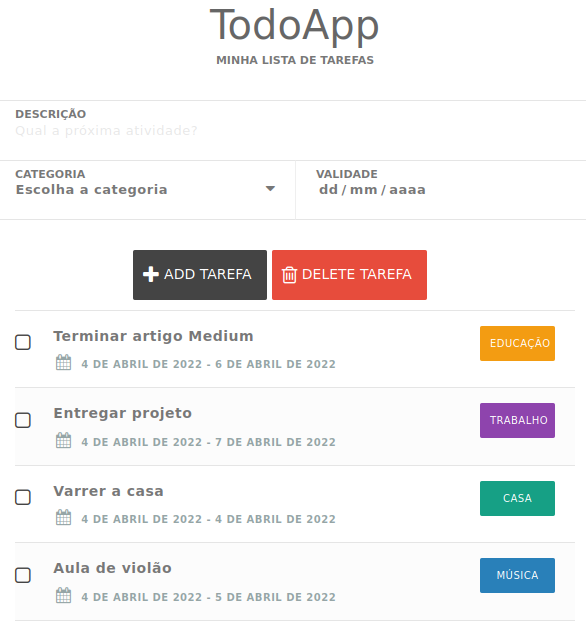 TodoApp
MINHA LISTA DE TAREFAS
DESCRIÇÃO
Qual a próxima atividade?
CATEGORIA
Escolha a categoria
VALIDADE
dd / mm / aaaa
ADD TAREFA
DELETE TAREFA
Terminar artigo Medium
4 DE ABRIL DE 2022 - 6 DE ABRIL DE 2022
EDUCAÇÃO
Entregar projeto
4 DE ABRIL DE 2022 - 7 DE ABRIL DE 2022
TRABALHO
Varrer a casa
4 DE ABRIL DE 2022 - 4 DE ABRIL DE 2022
CASA
Aula de violão
4 DE ABRIL DE 2022 - 5 DE ABRIL DE 2022
MÚSICA